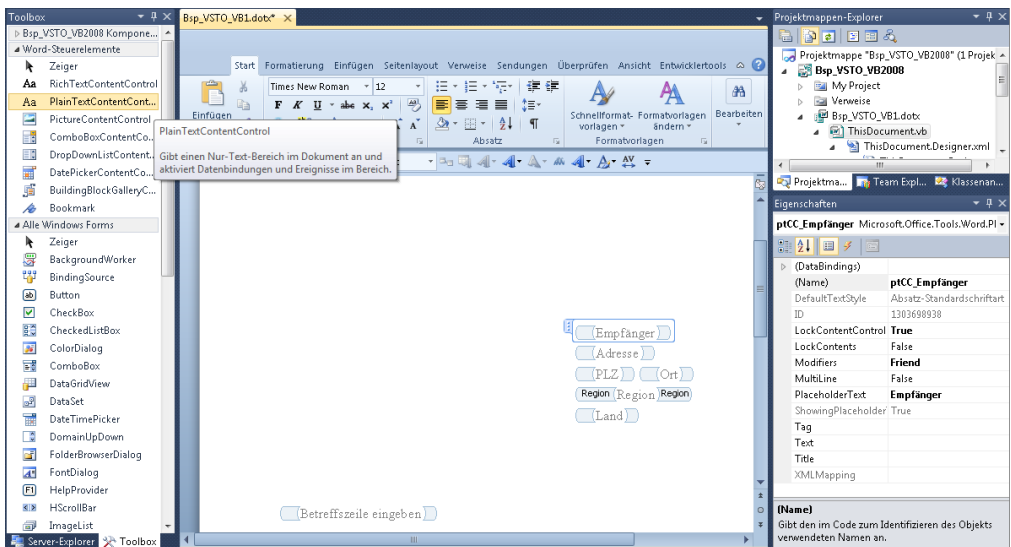 Toolbox
Bsp_VSTO_VB2008 Kompone...
Word-Steuerelemente
Zeiger
RichTextContentControl
PlainTextContentCont...
PictureContentControl
ComboBoxContentCo...
DropDownListContent...
DatePickerContentCo...
BuildingBlockGalleryC...
Bookmark
Alle Windows Forms
Zeiger
BackgroundWorker
BindingSource
Button
CheckBox
CheckedListBox
ColorDialog
ComboBox
DataGridView
DataSet
DateTimePicker
DomainUpDown
FolderBrowserDialog
FontDialog
HelpProvider
HScrollBar
ImageList
Server-Explorer Toolbox
PlainTextContentControl
Gibt einen Nur-Text-Bereich im Dokument an und
aktiviert Datenbindungen und Ereignisse im Bereich.
Bsp_VSTO_VB1.dotx*
Start Formatierung Einfügen Seitenlayout Verweise Sendungen Überprüfen Ansicht Entwicklertools
Times New Roman 12
F K U abc x, x²
Einfügen
Schnellformat- Formatvorlagen Bearbeiten
vorlagen ändern
Absatz Formatvorlagen
Empfänger
Adresse
PLZ Ort
Region Region Region
Land
Betreffszeile eingeben
Projektmappen-Explorer
Projektmappe "Bsp_VSTO_VB2008" (1 Projek
Bsp_VSTO_VB2008
My Project
Verweise
Bsp_VSTO_VB1.dotx
ThisDocument.vb
ThisDocument.Designer.xml
Projektma... Team Expl... Klassenan...
Eigenschaften
ptCC_Empfänger Microsoft.Office.Tools.Word.Pl
(DataBindings)
(Name) ptCC_Empfänger
DefaultTextStyle Absatz-Standardschriftart
ID 1303698938
LockContentControl True
LockContents False
Modifiers Friend
MultiLine False
PlaceholderText Empfänger
ShowingPlaceholder True
Tag
Text
Title
XMLMapping
(Name)
Gibt den im Code zum Identifizieren des Objekts
verwendeten Namen an.